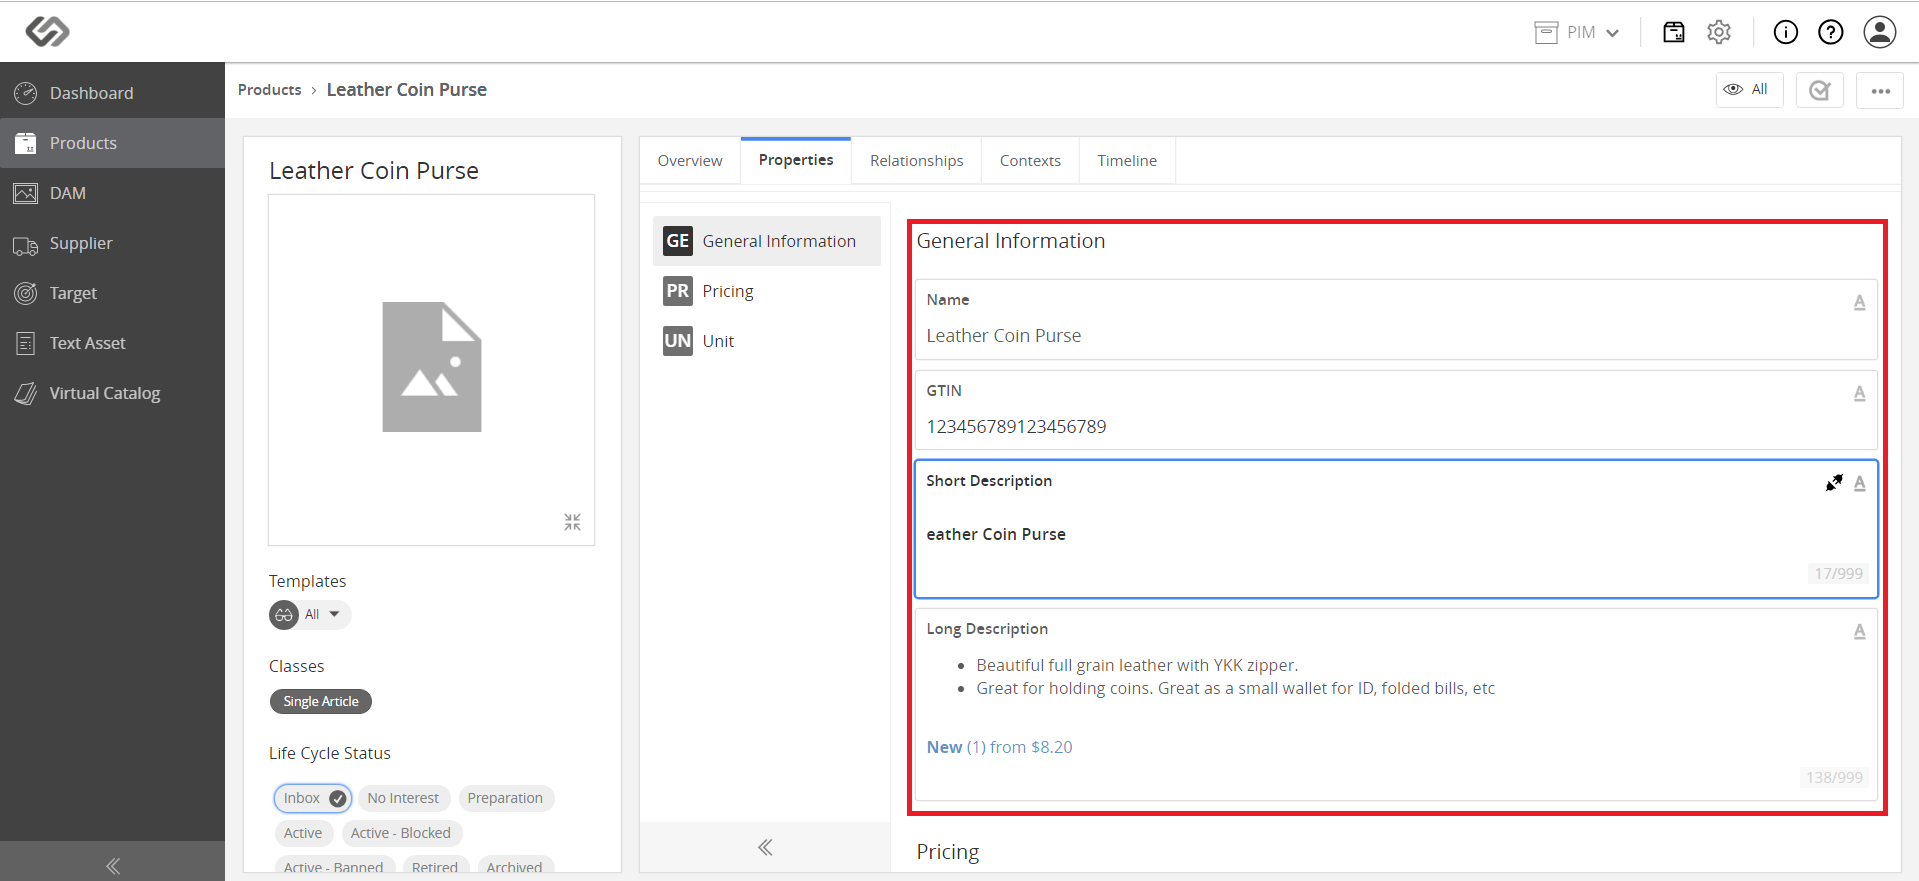 PIM
Dashboard
Products
DAM
Supplier
Target
Text Asset
Virtual Catalog
Products › Leather Coin Purse
All
Leather Coin Purse
Templates
All
Classes
Single Article
Life Cycle Status
Inbox No Interest Preparation
Active Active - Blocked
Active - Banned Retired Archived
Overview Properties Relationships Contexts Timeline
GE General Information
PR Pricing
UN Unit
General Information
Name
A
Leather Coin Purse
GTIN
A
123456789123456789
Short Description
A
eather Coin Purse
17/999
Long Description
A
• Beautiful full grain leather with YKK zipper.
• Great for holding coins. Great as a small wallet for ID, folded bills, etc
New (1) from $8.20
138/999
Pricing